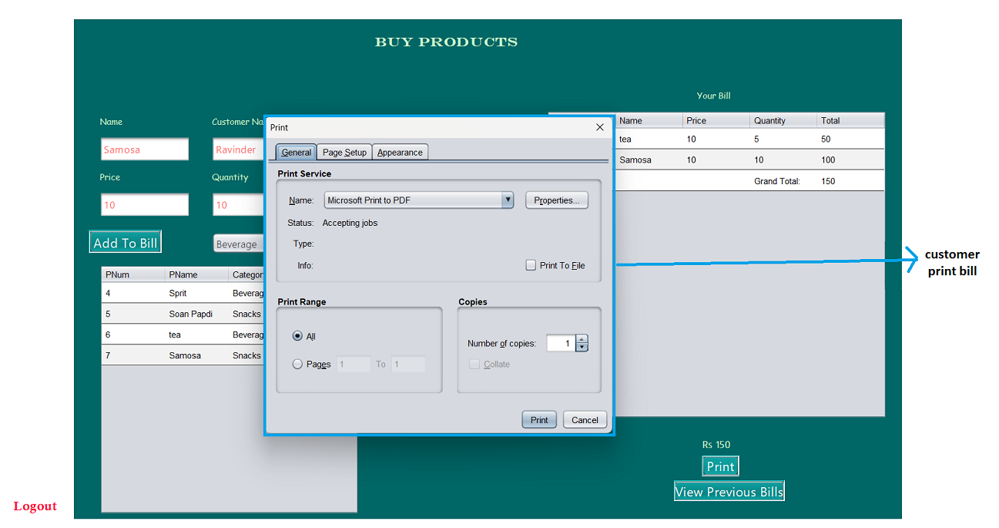 BUY PRODUCTS
Your Bill
Name
Customer Na
Samosa
Ravinder
Price
Quantity
10
10
Add To Bill
Beverage
PNum PName Categor
4 Sprit Beverag
5 Soan Papdi Snacks
6 tea Beverag
7 Samosa Snacks
Print
General Page Setup Appearance
Print Service
Name: Microsoft Print to PDF Properties...
Status: Accepting jobs
Type:
Info:
Print To File
Print Range
All
Pages 1 To 1
Copies
Number of copies: 1
Collate
Print Cancel
Name Price Quantity Total
tea 10 5 50
Samosa 10 10 100
Grand Total: 150
customer
print bill
Rs 150
Print
View Previous Bills
Logout